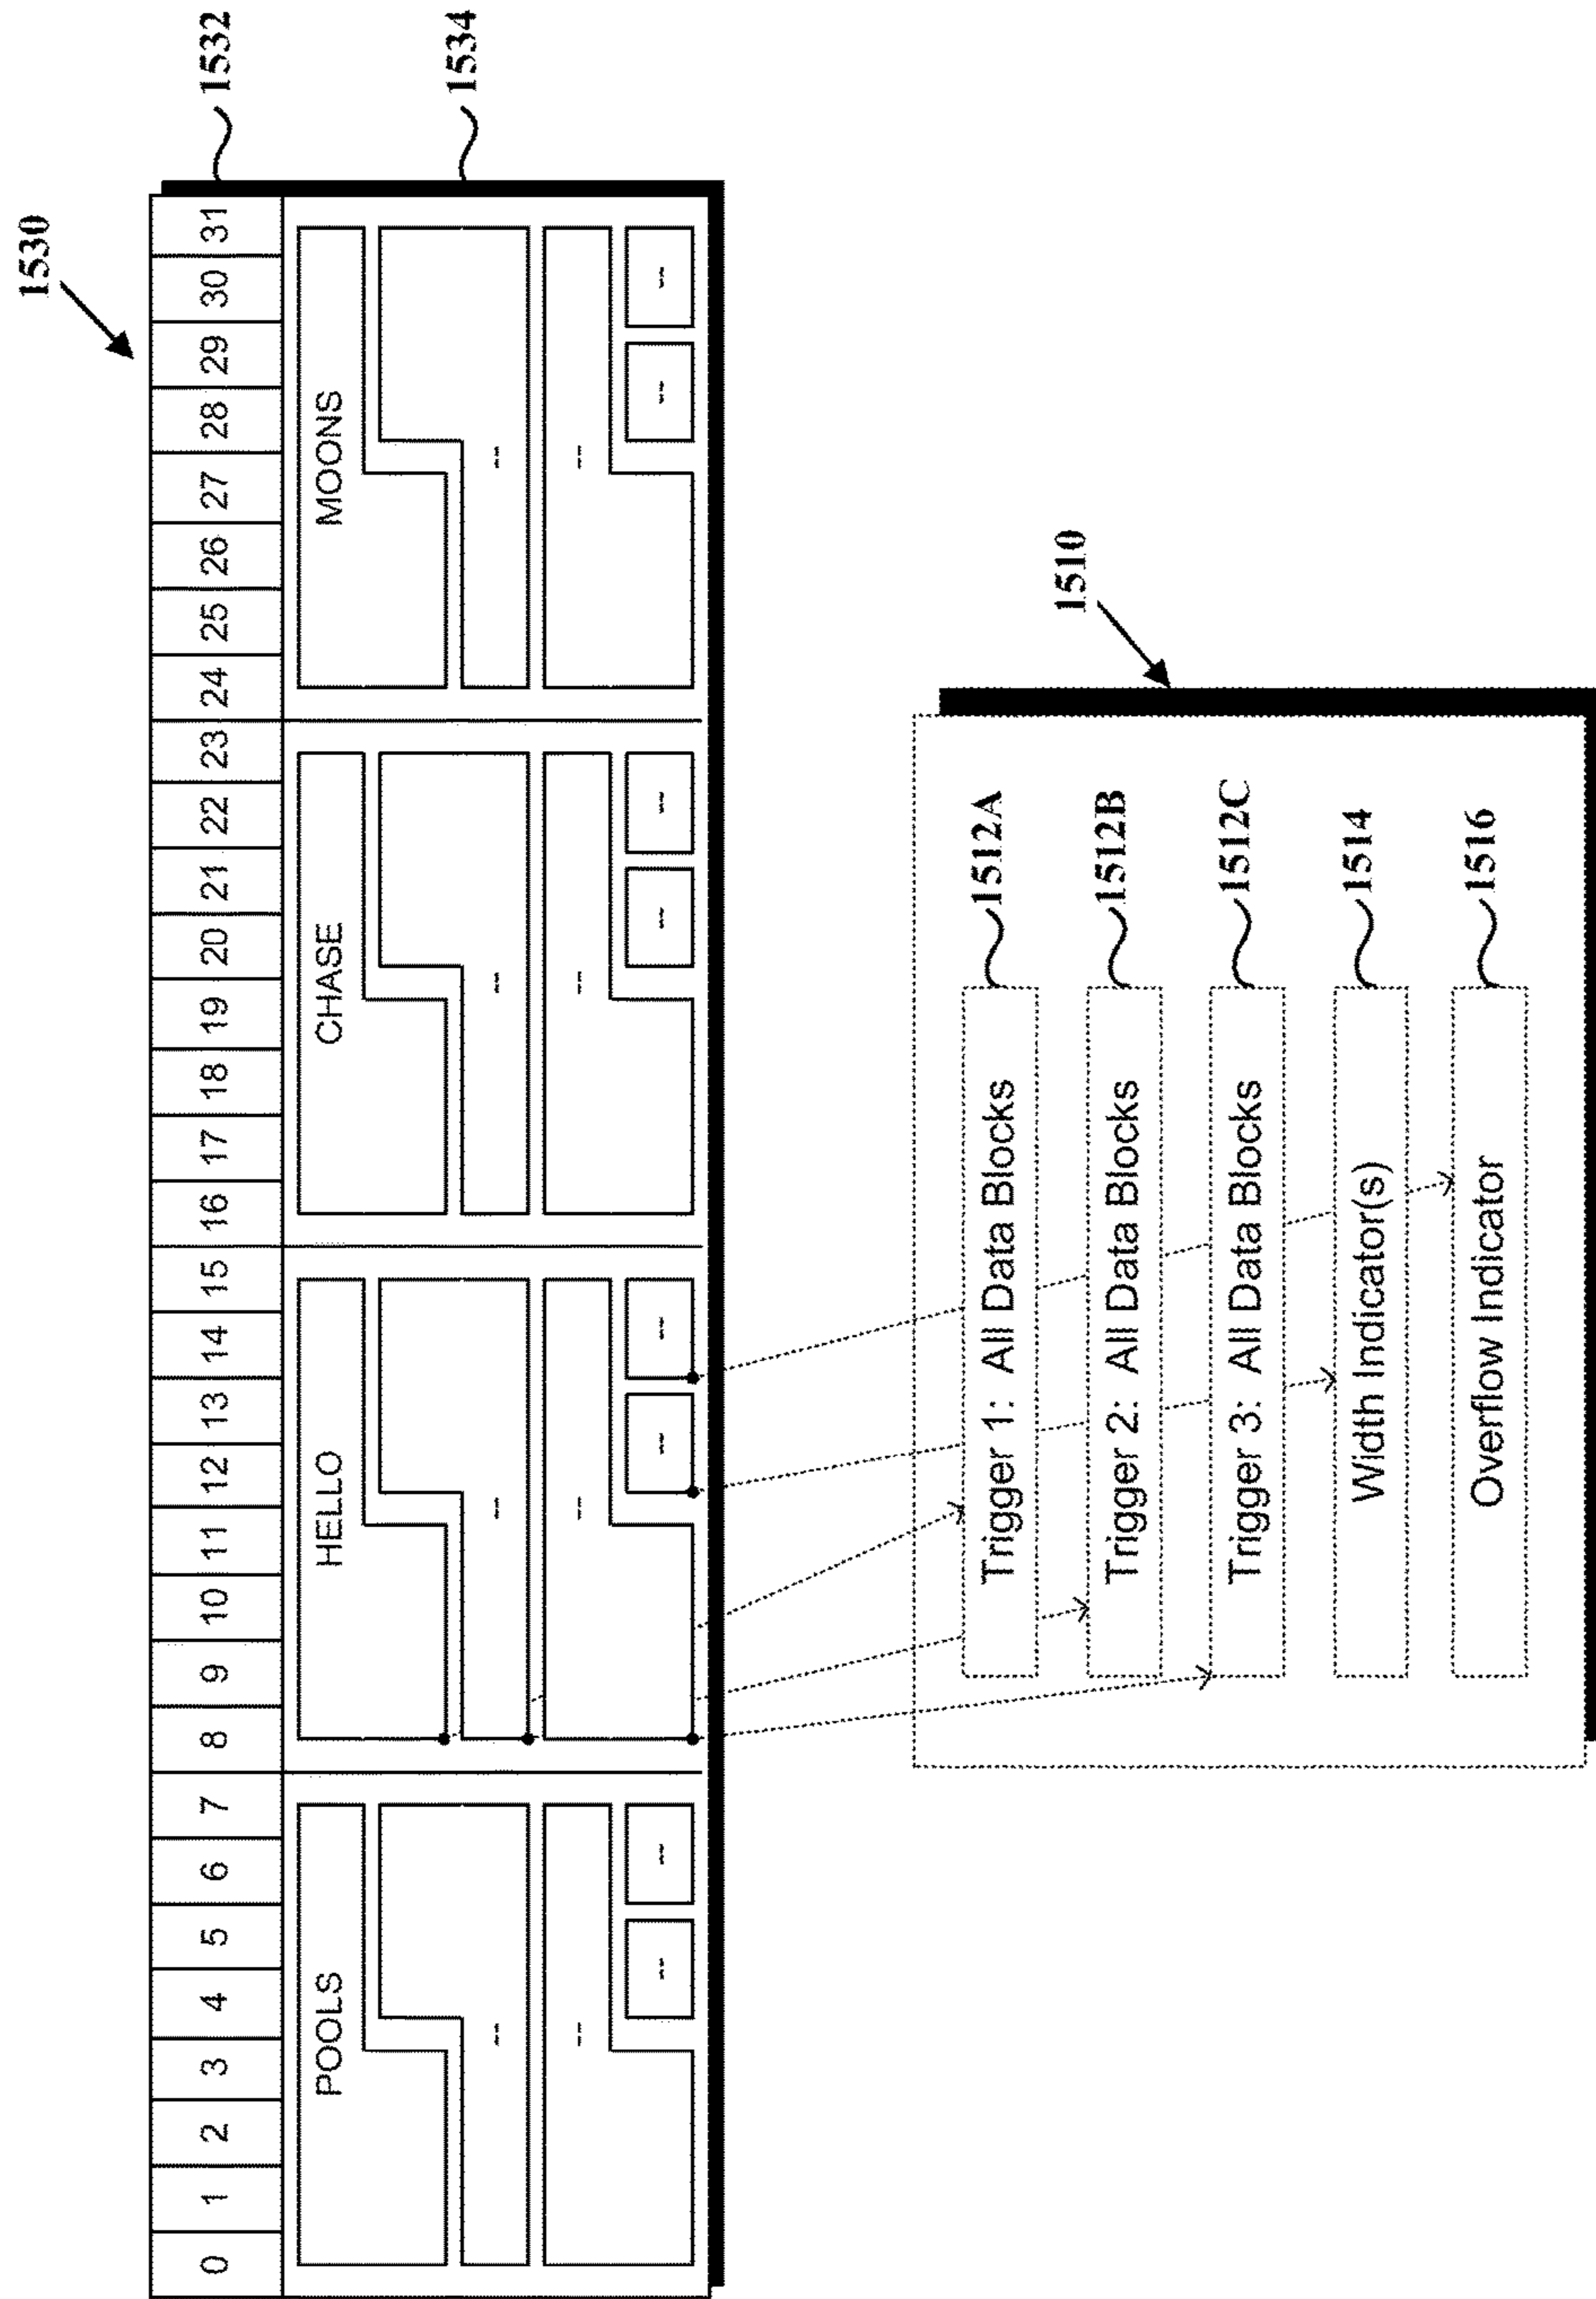 1530
0 1 2 3 4 5 6 7 8 9 10 11 12 13 14 15 16 17 18 19 20 21 22 23 24 25 26 27 28 29 30 31
1532
POOLS HELLO CHASE MOONS
1534
-- -- -- --
-- -- -- --
-- -- -- -- -- -- -- --
1510
Trigger 1: All Data Blocks 1512A
Trigger 2: All Data Blocks 1512B
Trigger 3: All Data Blocks 1512C
Width Indicator(s) 1514
Overflow Indicator 1516